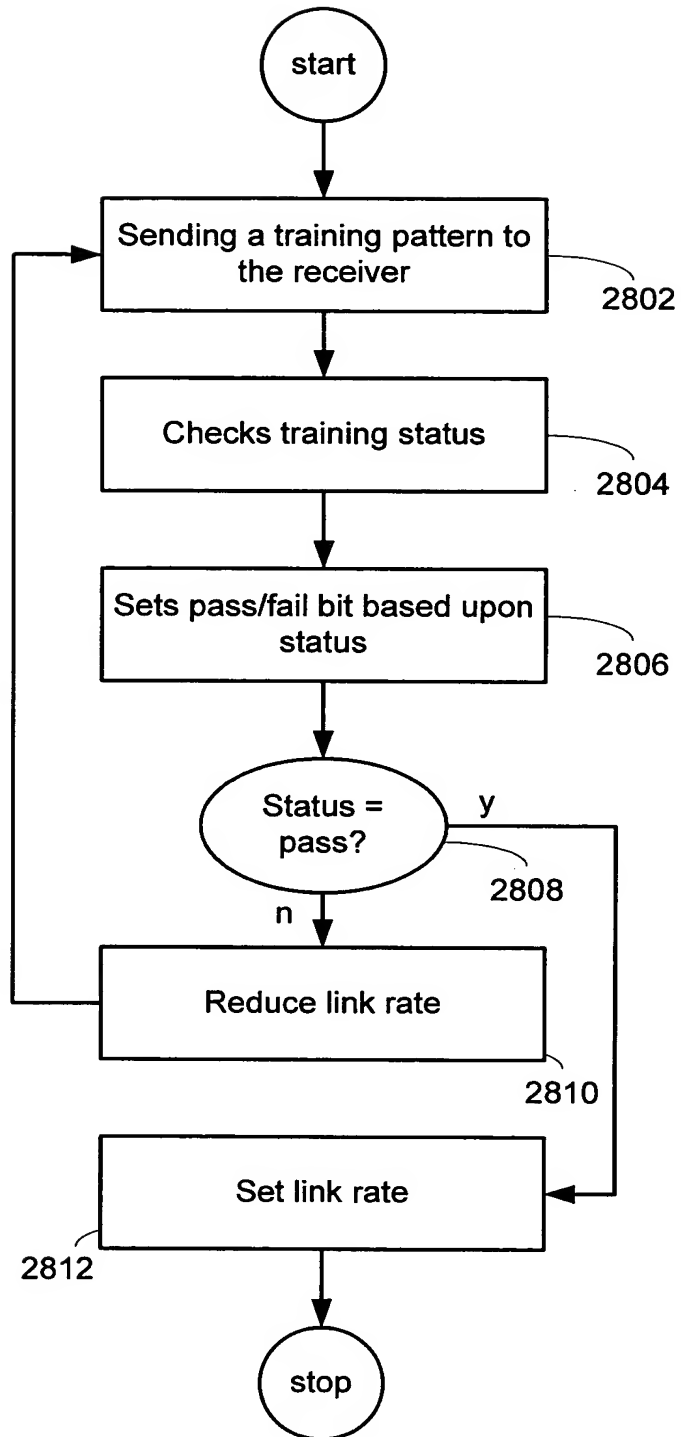 start
Sending a training pattern to
the receiver
2802
Checks training status
2804
Sets pass/fail bit based upon
status
2806
Status =
pass?
y
2808
n
Reduce link rate
2810
Set link rate
2812
stop